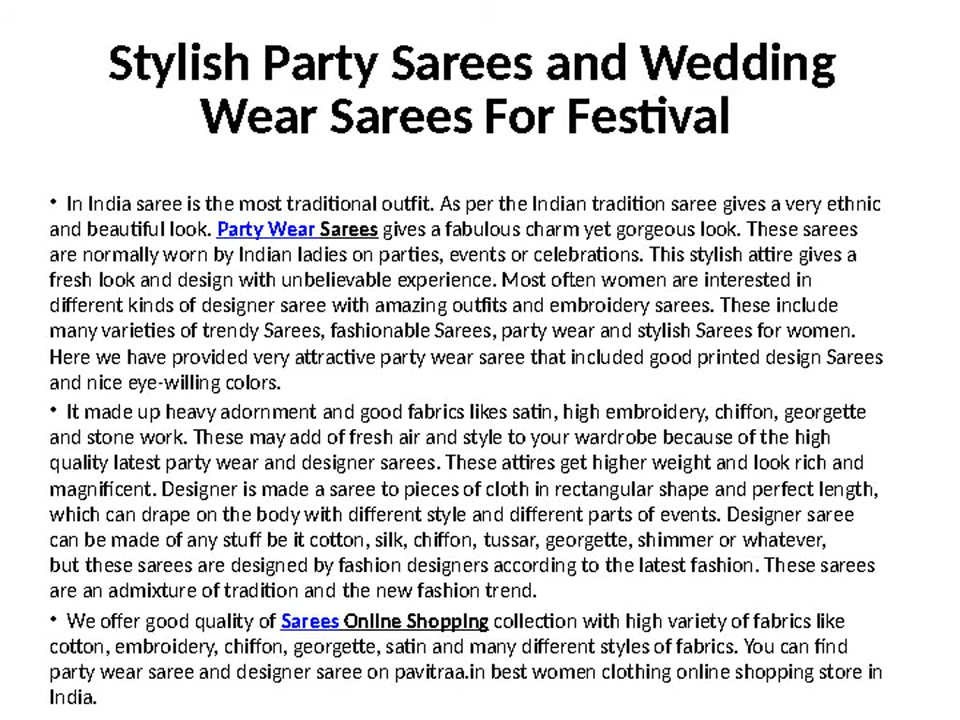 Stylish Party Sarees and Wedding
Wear Sarees For Festival
• In India saree is the most traditional outfit. As per the Indian tradition saree gives a very ethnic
and beautiful look. Party Wear Sarees gives a fabulous charm yet gorgeous look. These sarees
are normally worn by Indian ladies on parties, events or celebrations. This stylish attire gives a
fresh look and design with unbelievable experience. Most often women are interested in
different kinds of designer saree with amazing outfits and embroidery sarees. These include
many varieties of trendy Sarees, fashionable Sarees, party wear and stylish Sarees for women.
Here we have provided very attractive party wear saree that included good printed design Sarees
and nice eye-willing colors.
• It made up heavy adornment and good fabrics likes satin, high embroidery, chiffon, georgette
and stone work. These may add of fresh air and style to your wardrobe because of the high
quality latest party wear and designer sarees. These attires get higher weight and look rich and
magnificent. Designer is made a saree to pieces of cloth in rectangular shape and perfect length,
which can drape on the body with different style and different parts of events. Designer saree
can be made of any stuff be it cotton, silk, chiffon, tussar, georgette, shimmer or whatever,
but these sarees are designed by fashion designers according to the latest fashion. These sarees
are an admixture of tradition and the new fashion trend.
• We offer good quality of Sarees Online Shopping collection with high variety of fabrics like
cotton, embroidery, chiffon, georgette, satin and many different styles of fabrics. You can find
party wear saree and designer saree on pavitraa.in best women clothing online shopping store in
India.